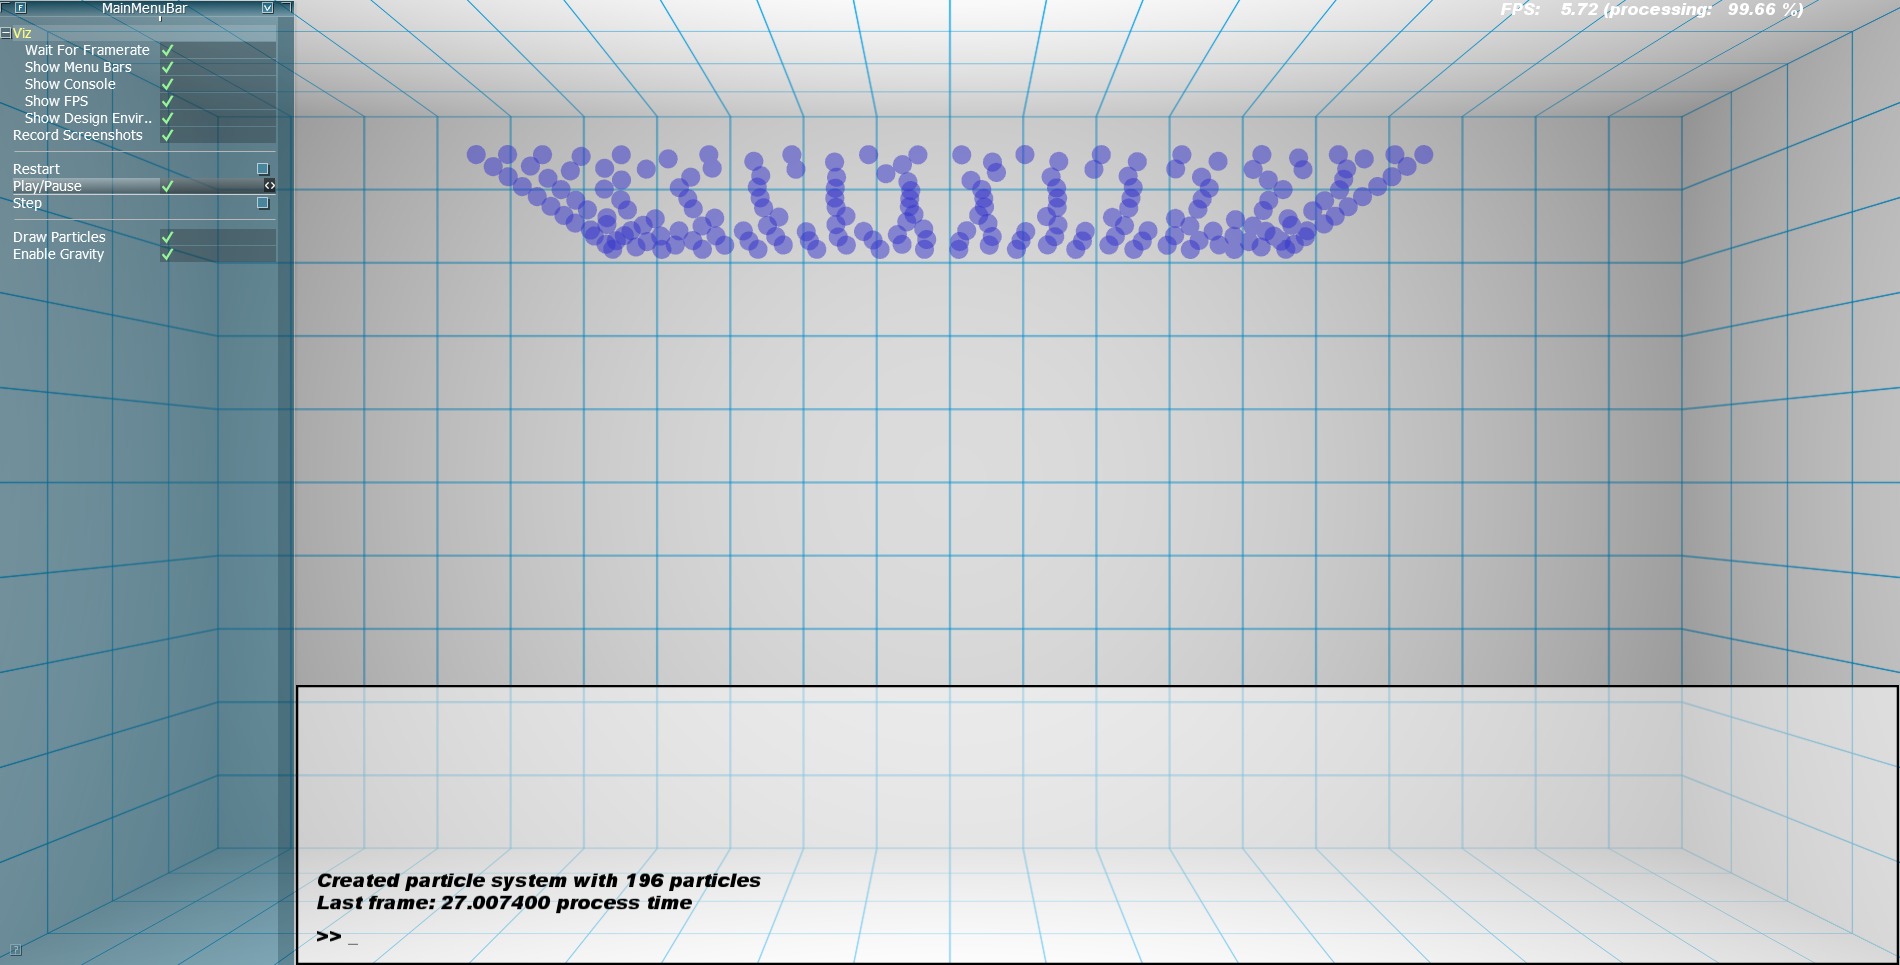 MainMenuBar
FPS: 5.72 (processing: 99.66 %)
Viz
Wait For Framerate
Show Menu Bars
Show Console
Show FPS
Show Design Envir..
Record Screenshots
Restart
Play/Pause
Step
Draw Particles
Enable Gravity
Created particle system with 196 particles
Last frame: 27.007400 process time
>> _